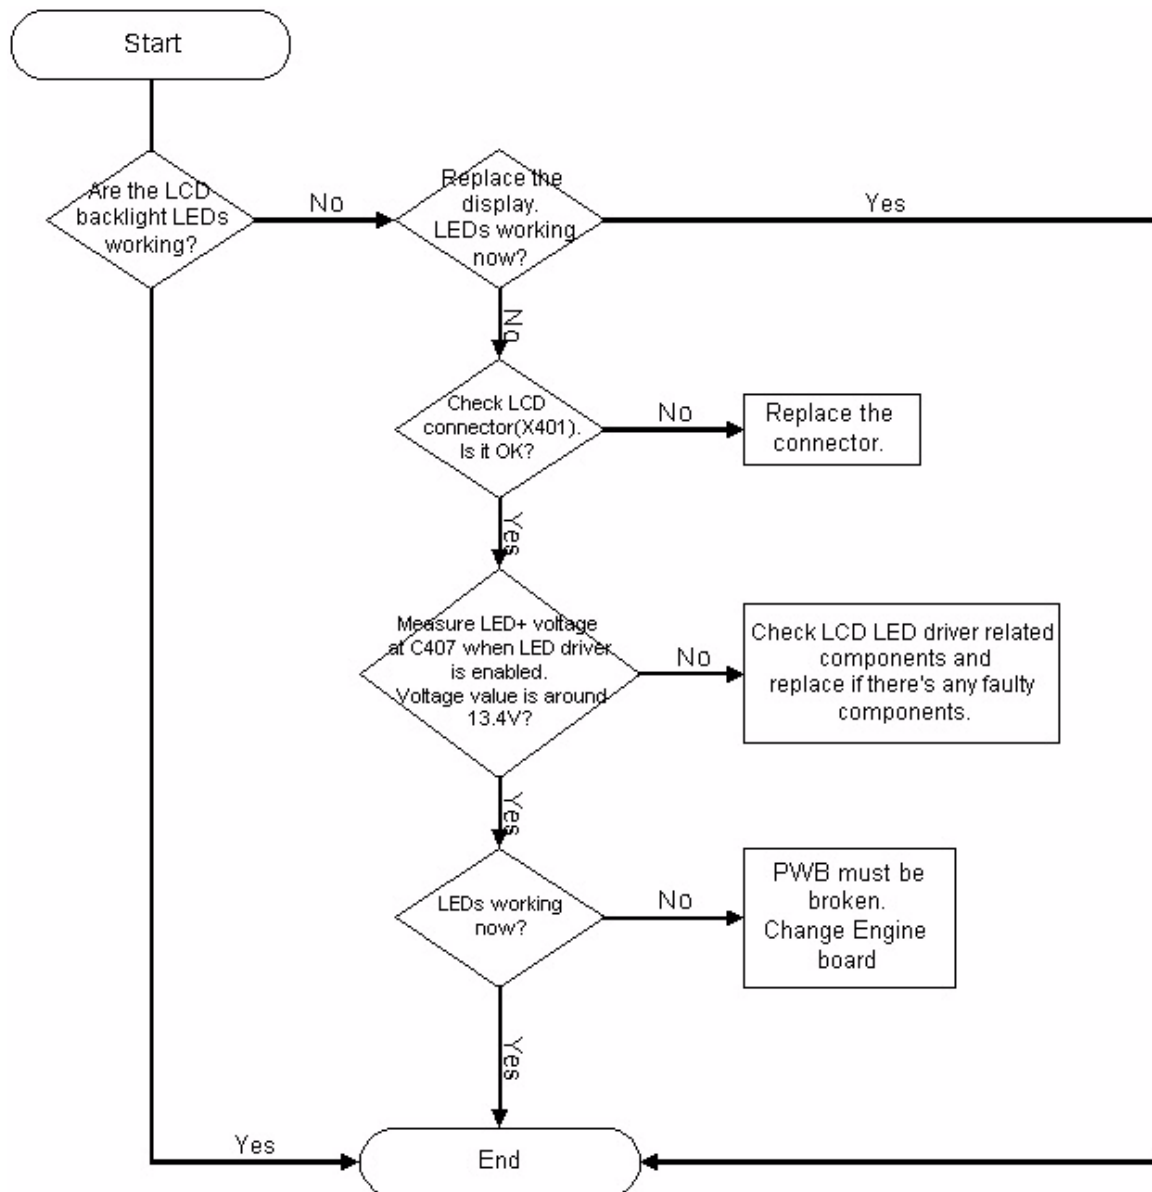 Start
Are the LCD
backlight LEDs
working?
No
Replace the
display.
LEDs working
now?
Yes
No
Check LCD
connector(X401).
Is it OK?
No
Replace the
connector.
Yes
Measure LED+ voltage
at C407 when LED driver
is enabled.
Voltage value is around
13.4V?
No
Check LCD LED driver related
components and
replace if there's any faulty
components.
Yes
LEDs working
now?
No
PWB must be
broken.
Change Engine
board
Yes
Yes
End